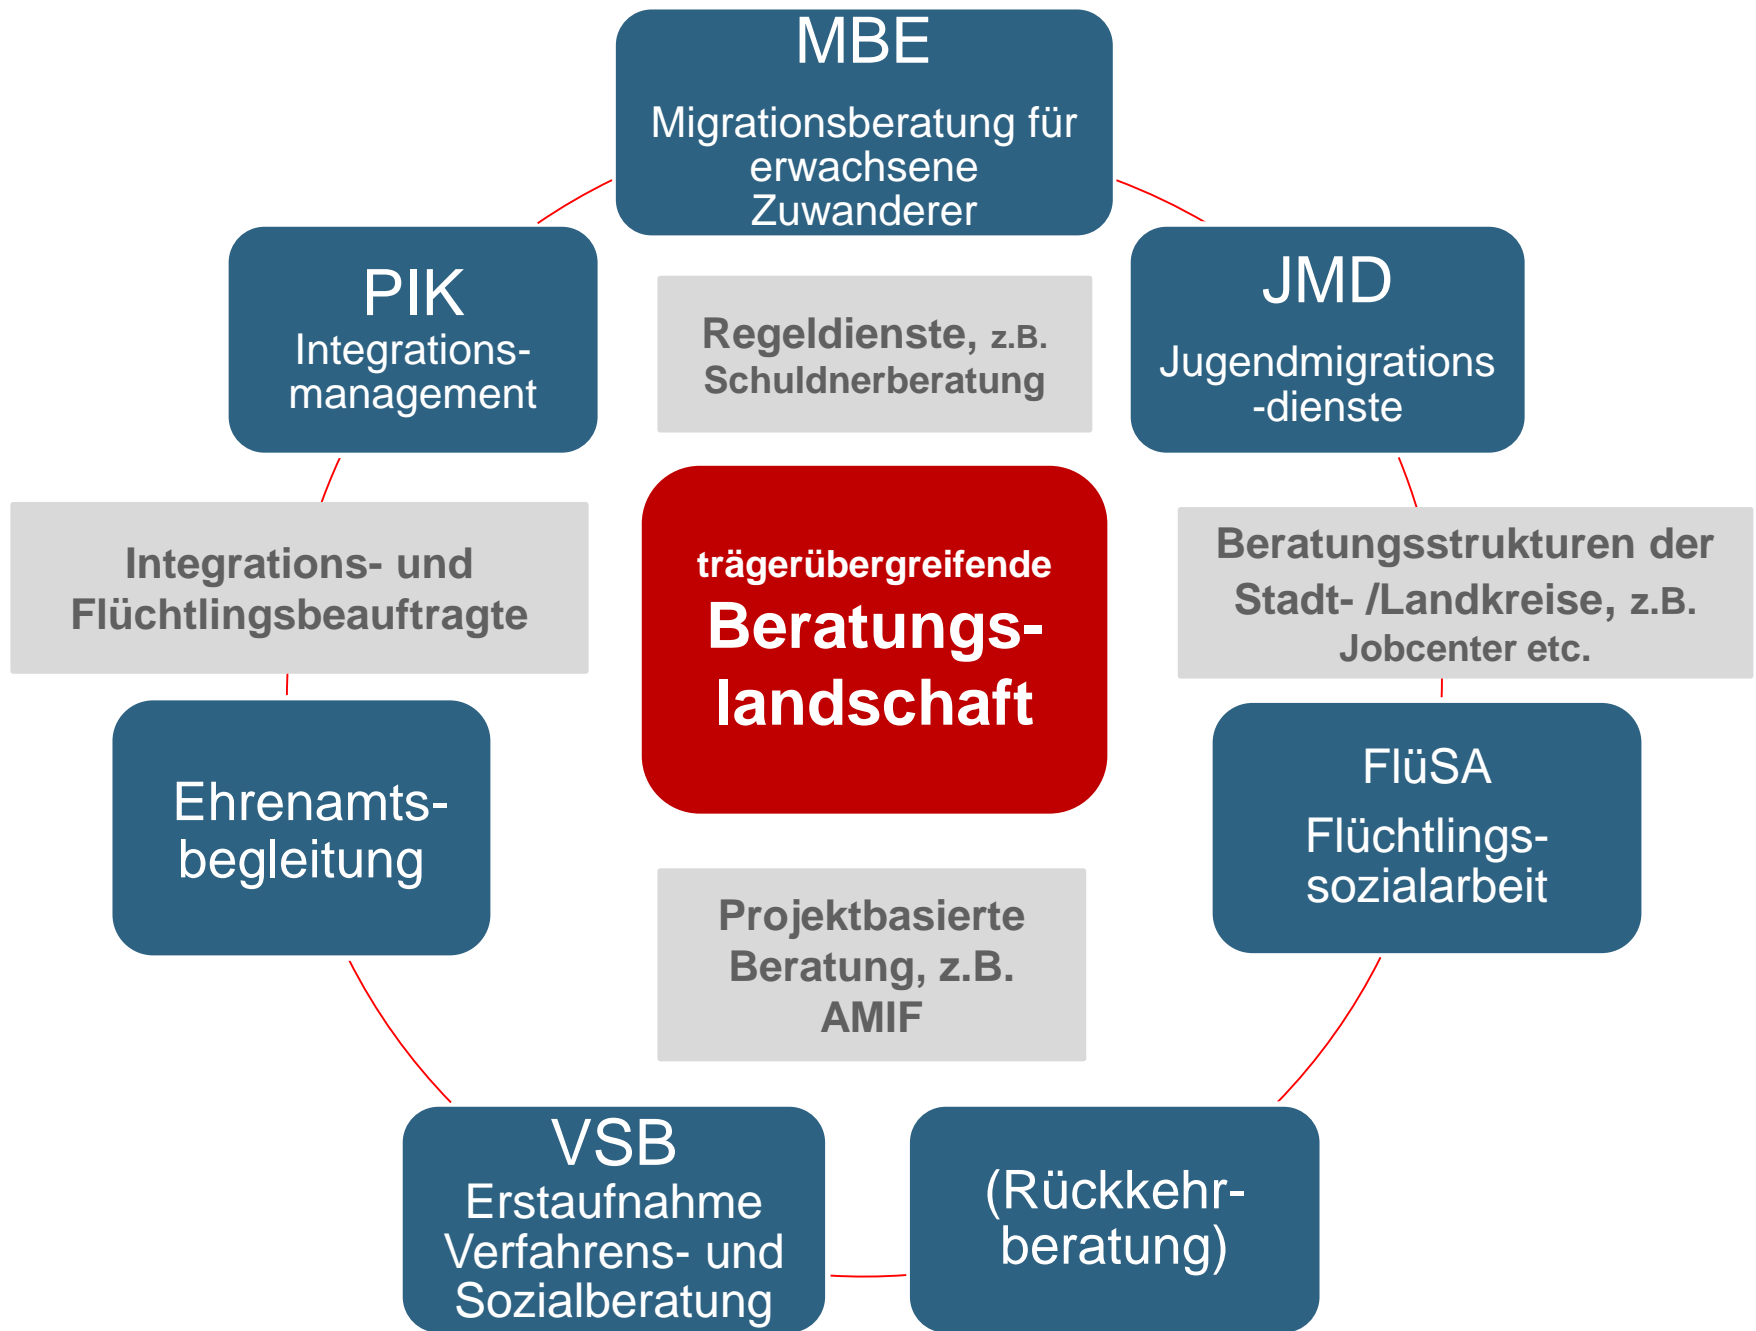 MBE
Migrationsberatung für
erwachsene
Zuwanderer
PIK
Integrations-
management
JMD
Jugendmigrations
-dienste
Regeldienste, z.B.
Schuldnerberatung
Integrations- und
Flüchtlingsbeauftragte
trägerübergreifende
Beratungs-
landschaft
Beratungsstrukturen der
Stadt- /Landkreise, z.B.
Jobcenter etc.
Ehrenamts-
begleitung
FlüSA
Flüchtlings-
sozialarbeit
Projektbasierte
Beratung, z.B.
AMIF
VSB
Erstaufnahme
Verfahrens- und
Sozialberatung
(Rückkehr-
beratung)